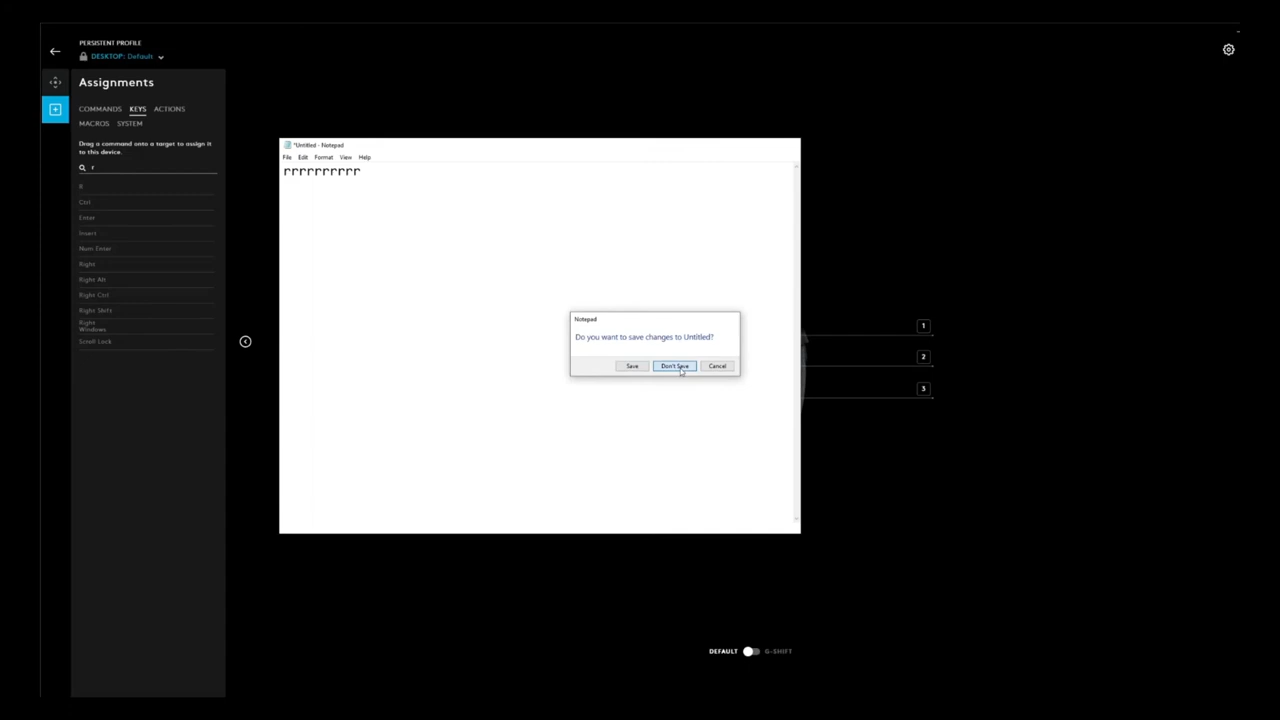 PERSISTENT PROFILE
DESKTOP: Default
Assignments
COMMANDS KEYS ACTIONS
MACROS SYSTEM
Drag a command onto a target to assign it
to this device.
r
R
Ctrl
Enter
Insert
Num Enter
Right
Right Alt
Right Ctrl
Right Shift
Right
Windows
Scroll Lock
*Untitled - Notepad
File Edit Format View Help
rrrrrrrrrr
Notepad
Do you want to save changes to Untitled?
Save Don't Save Cancel
1
2
3
DEFAULT G-SHIFT